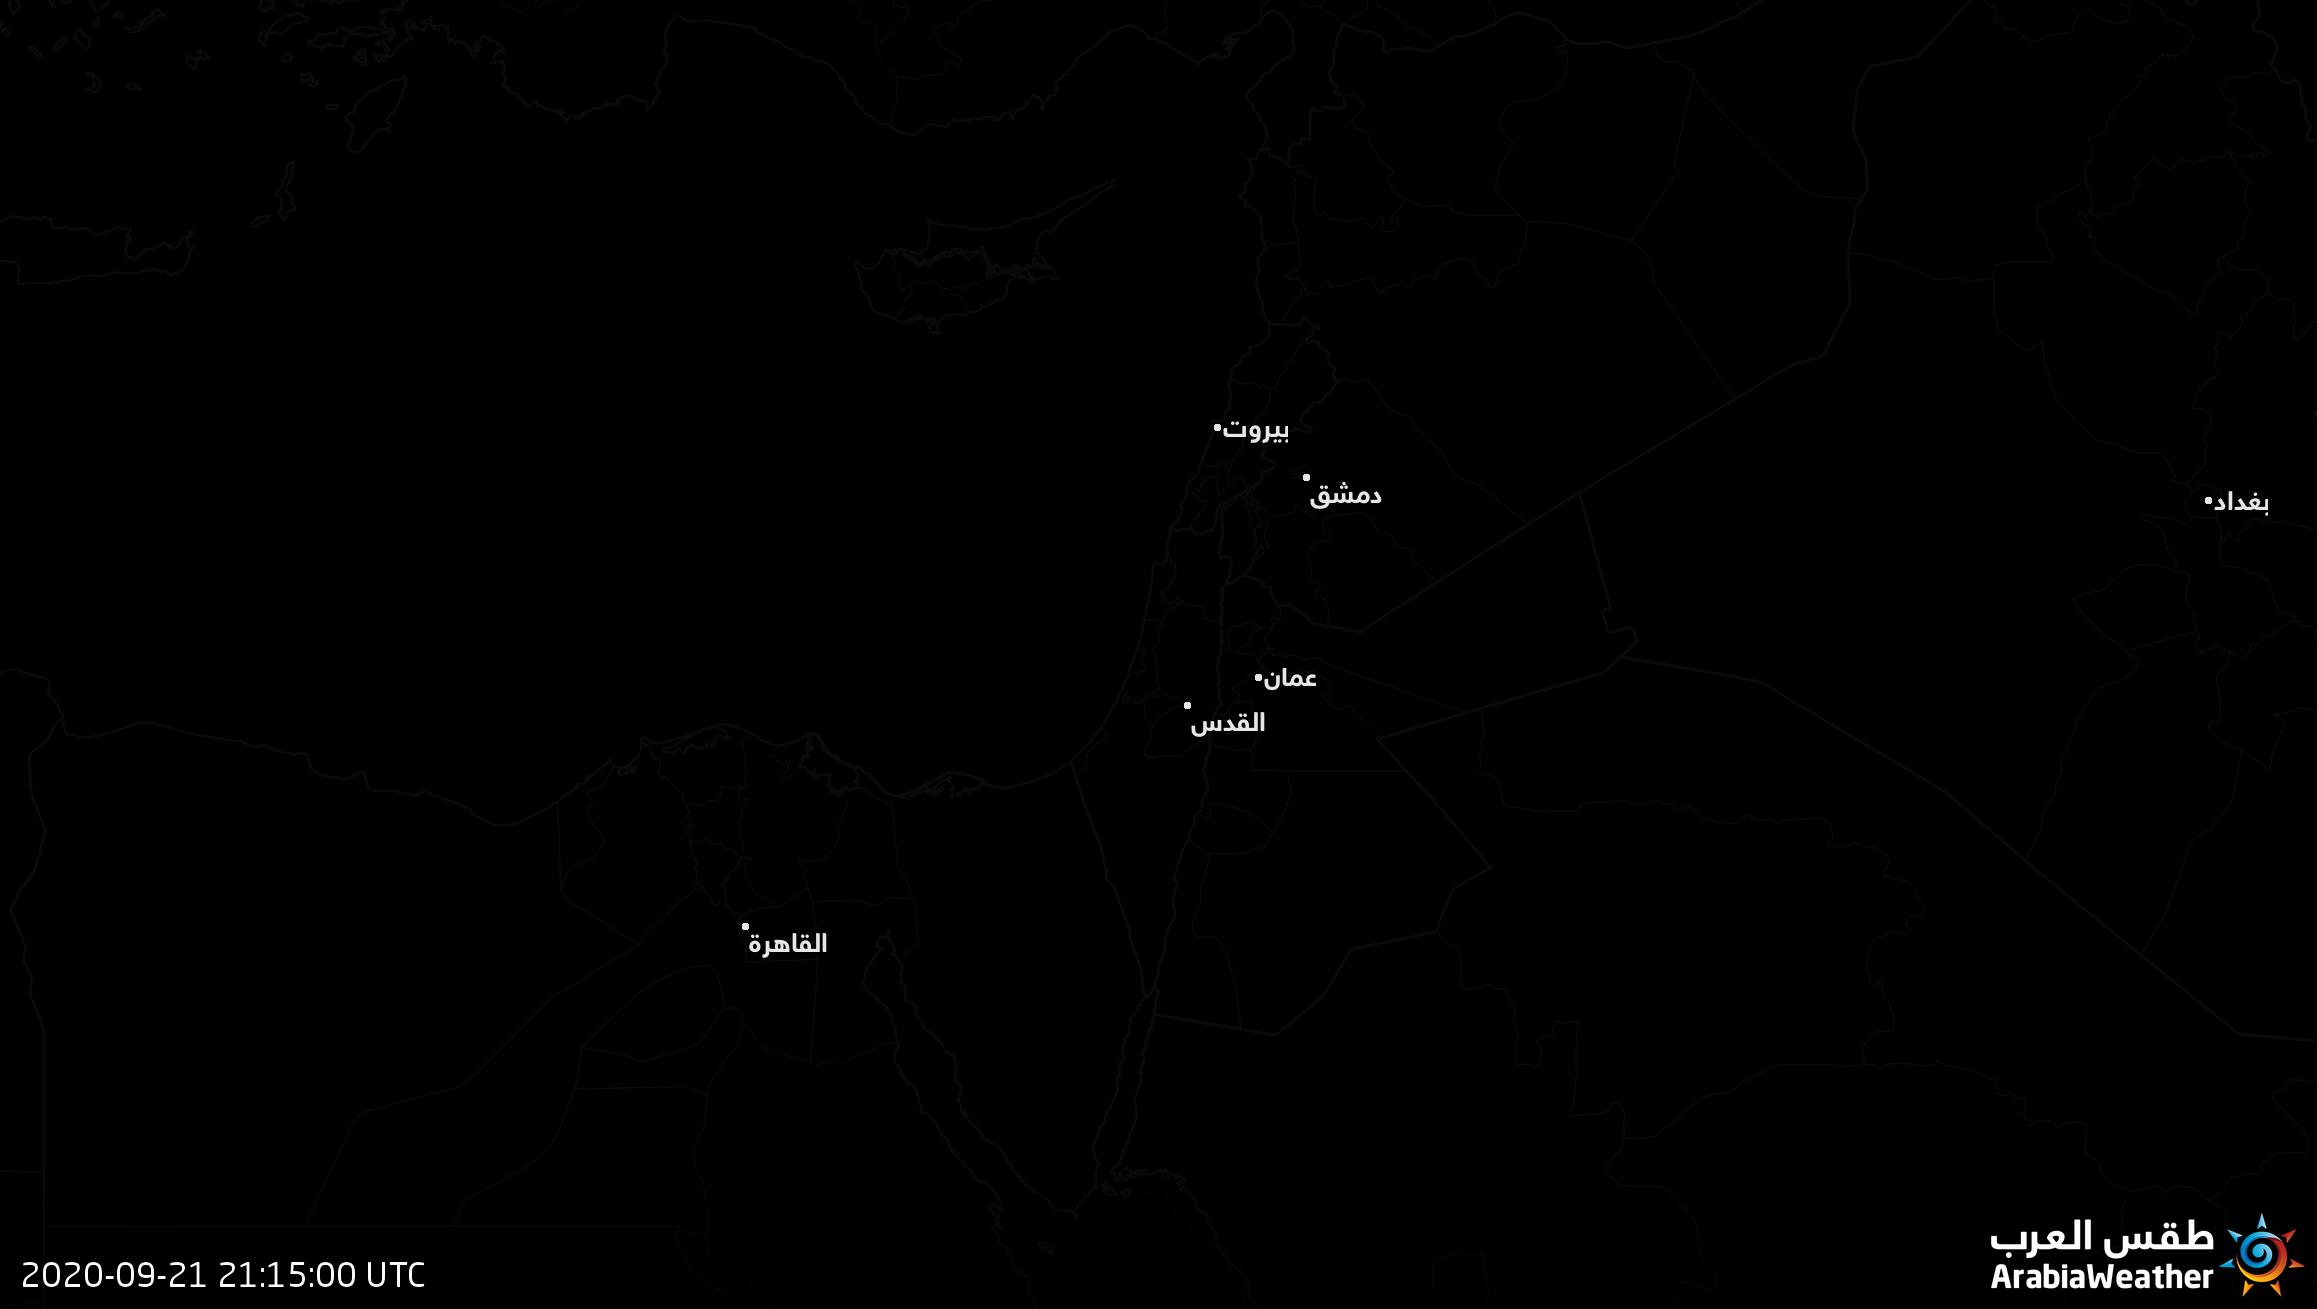 بيروت
دمشق
بغداد
عمان
القدس
القاهرة
طقس العرب
ArabiaWeather
2020-09-21 21:15:00 UTC